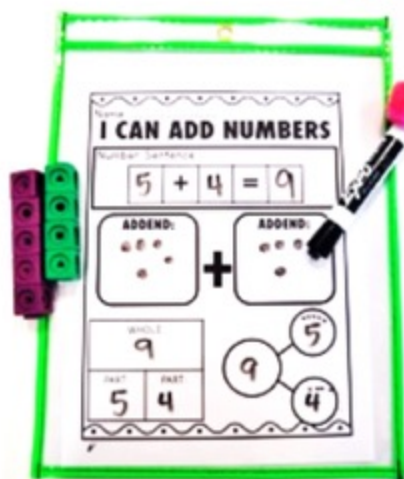 Name
I CAN ADD NUMBERS
Number Sentence
5 + 4 = 9
ADDEND: ADDEND:
+
WHOLE
9
PART PART
5 4
9
5
4
EXPO